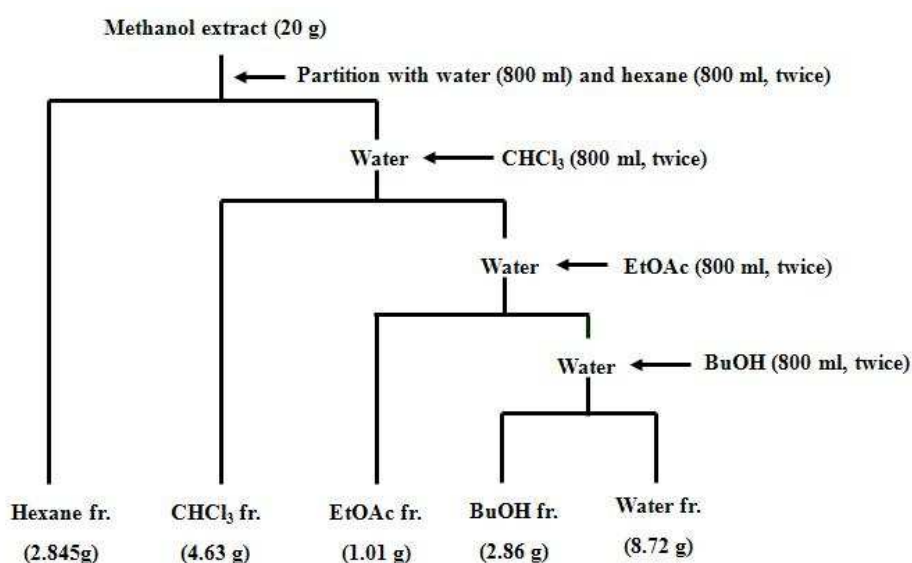 Methanol extract (20 g)
Partition with water (800 ml) and hexane (800 ml, twice)
Water
CHCl₃ (800 ml, twice)
Water
EtOAc (800 ml, twice)
Water
BuOH (800 ml, twice)
Hexane fr.
(2.845g)
CHCl₃ fr.
(4.63 g)
EtOAc fr.
(1.01 g)
BuOH fr.
(2.86 g)
Water fr.
(8.72 g)